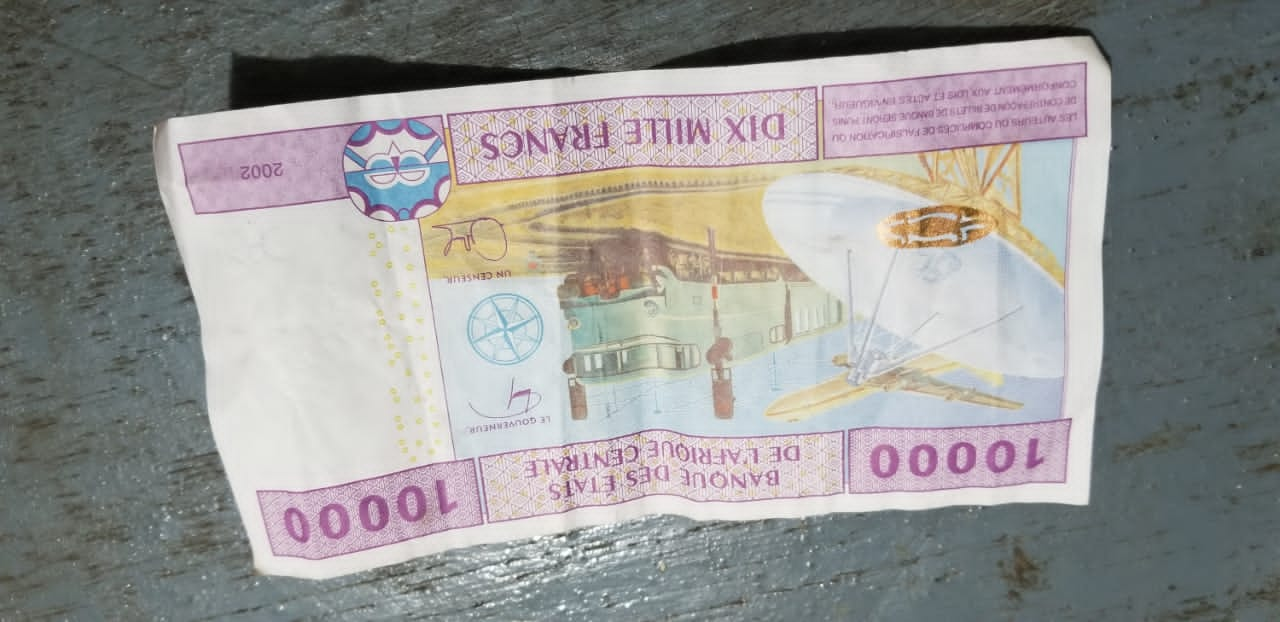 10000
BANQUE DES ÉTATS
DE L'AFRIQUE CENTRALE
10000
LE GOUVERNEUR
UN CENSEUR
LES AUTEURS OU COMPLICES DE FALSIFICATION OU
DE CONTREFAÇON DE BILLETS DE BANQUE SERONT PUNIS
CONFORMÉMENT AUX LOIS ET ACTES EN VIGUEUR.
DIX MILLE FRANCS
2002